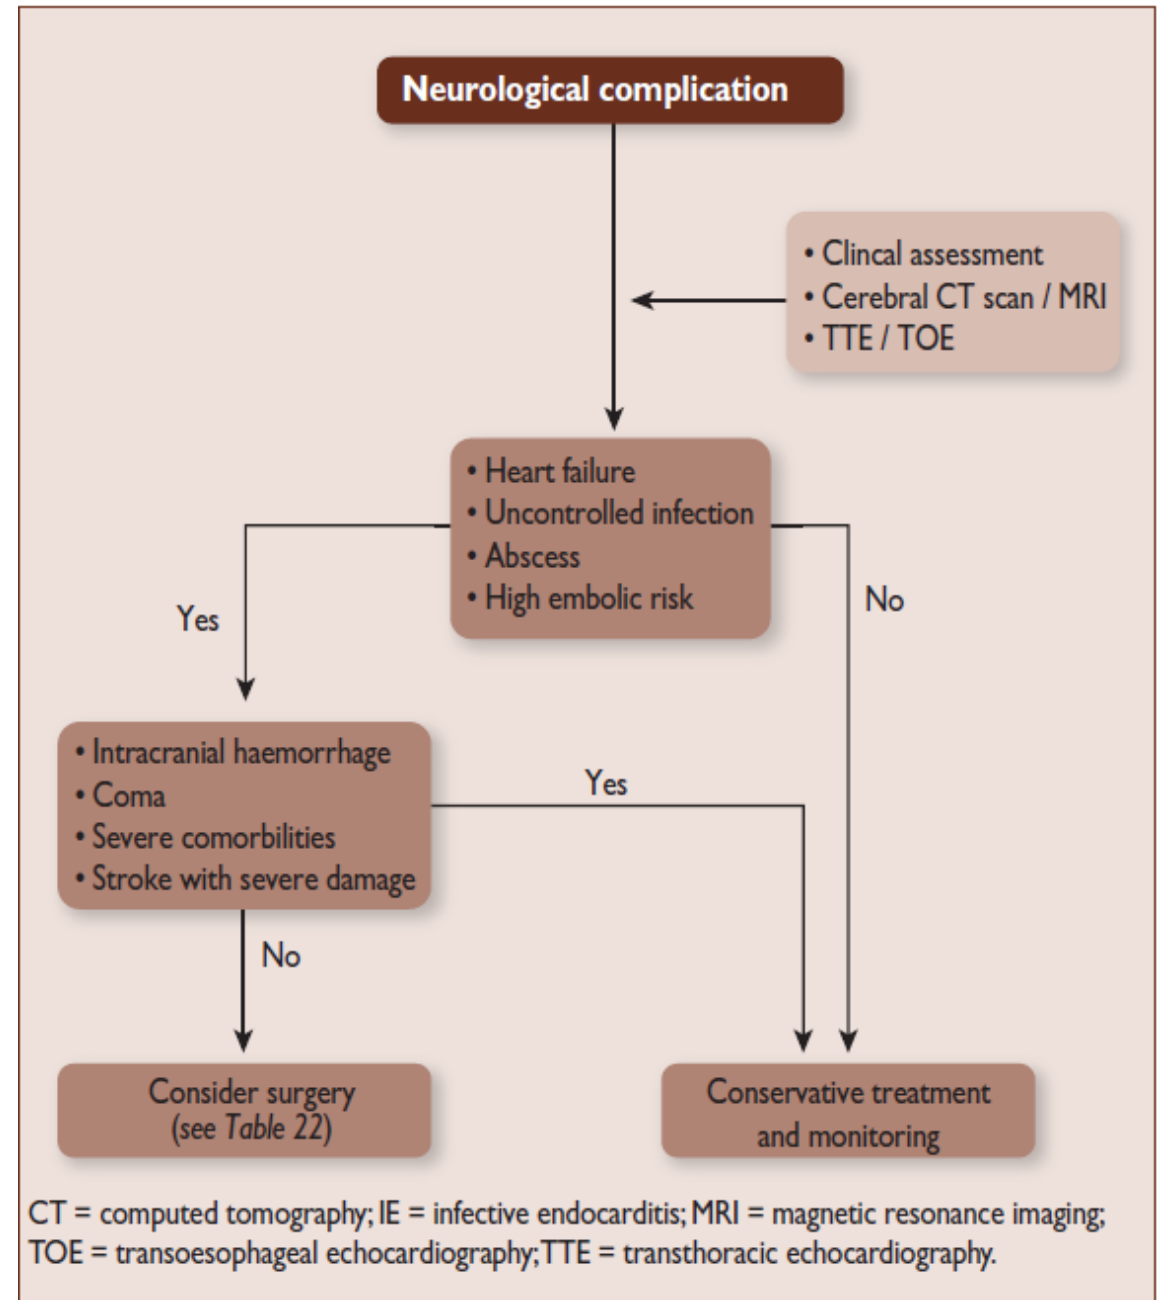 Neurological complication
• Clincal assessment
• Cerebral CT scan / MRI
• TTE / TOE
• Heart failure
• Uncontrolled infection
• Abscess
• High embolic risk
Yes
No
• Intracranial haemorrhage
• Coma
• Severe comorbilities
• Stroke with severe damage
Yes
No
Consider surgery
(see Table 22)
Conservative treatment
and monitoring
CT = computed tomography; IE = infective endocarditis; MRI = magnetic resonance imaging;
TOE = transoesophageal echocardiography; TTE = transthoracic echocardiography.